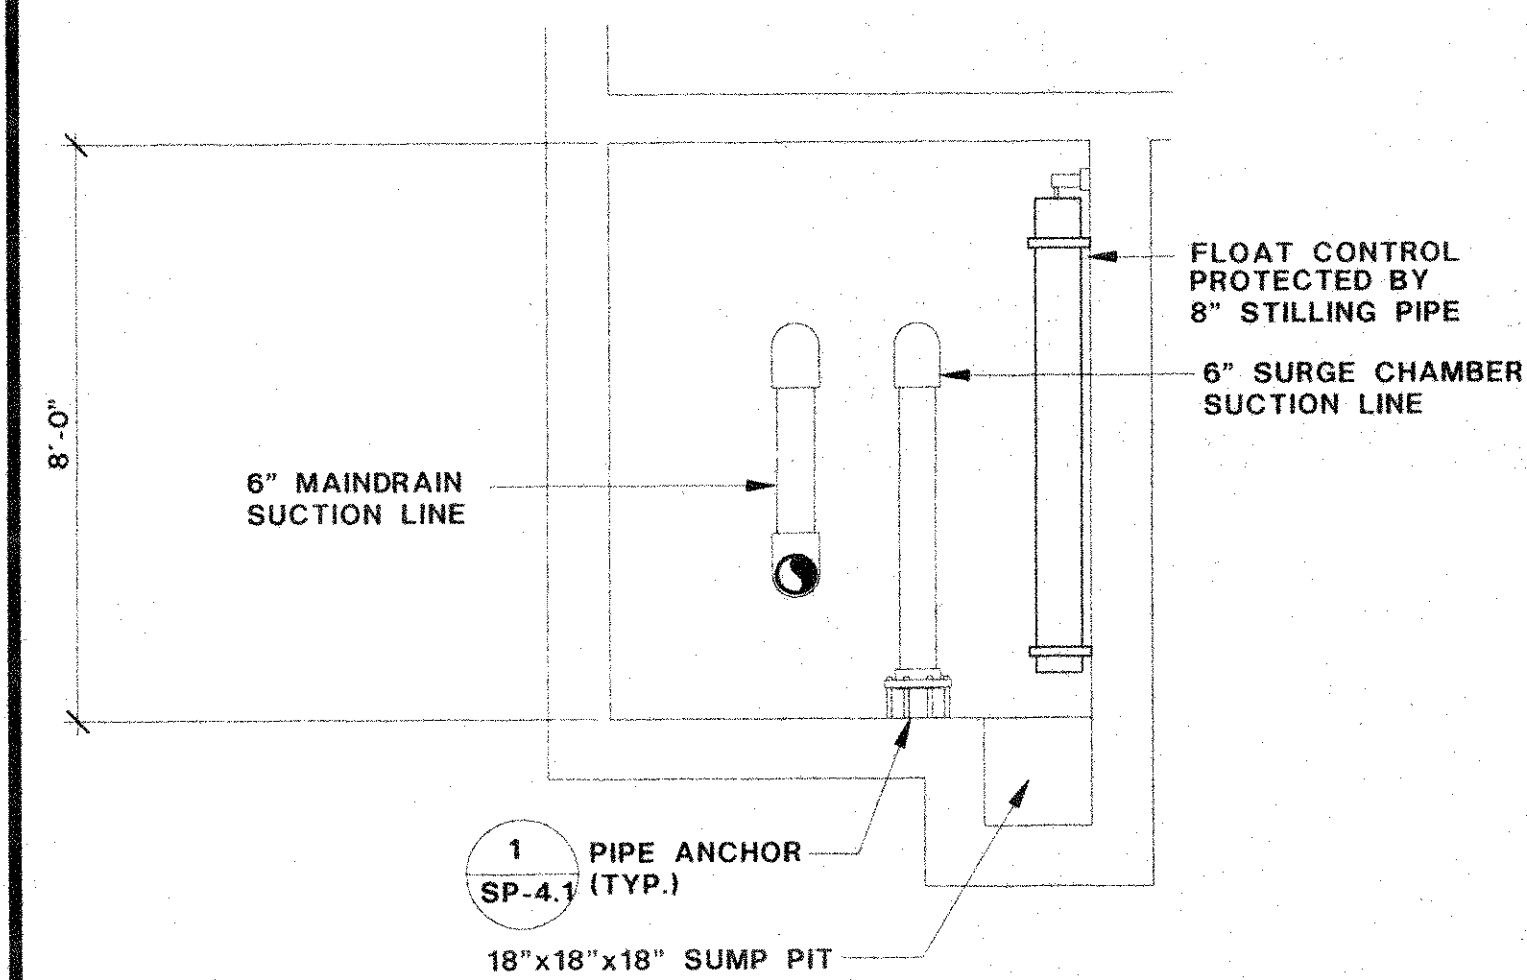 FLOAT CONTROL
PROTECTED BY
8" STILLING PIPE
6" SURGE CHAMBER
SUCTION LINE
8'-0"
6" MAINDRAIN
SUCTION LINE
1
SP-4.1
PIPE ANCHOR
(TYP.)
18"x18"x18" SUMP PIT